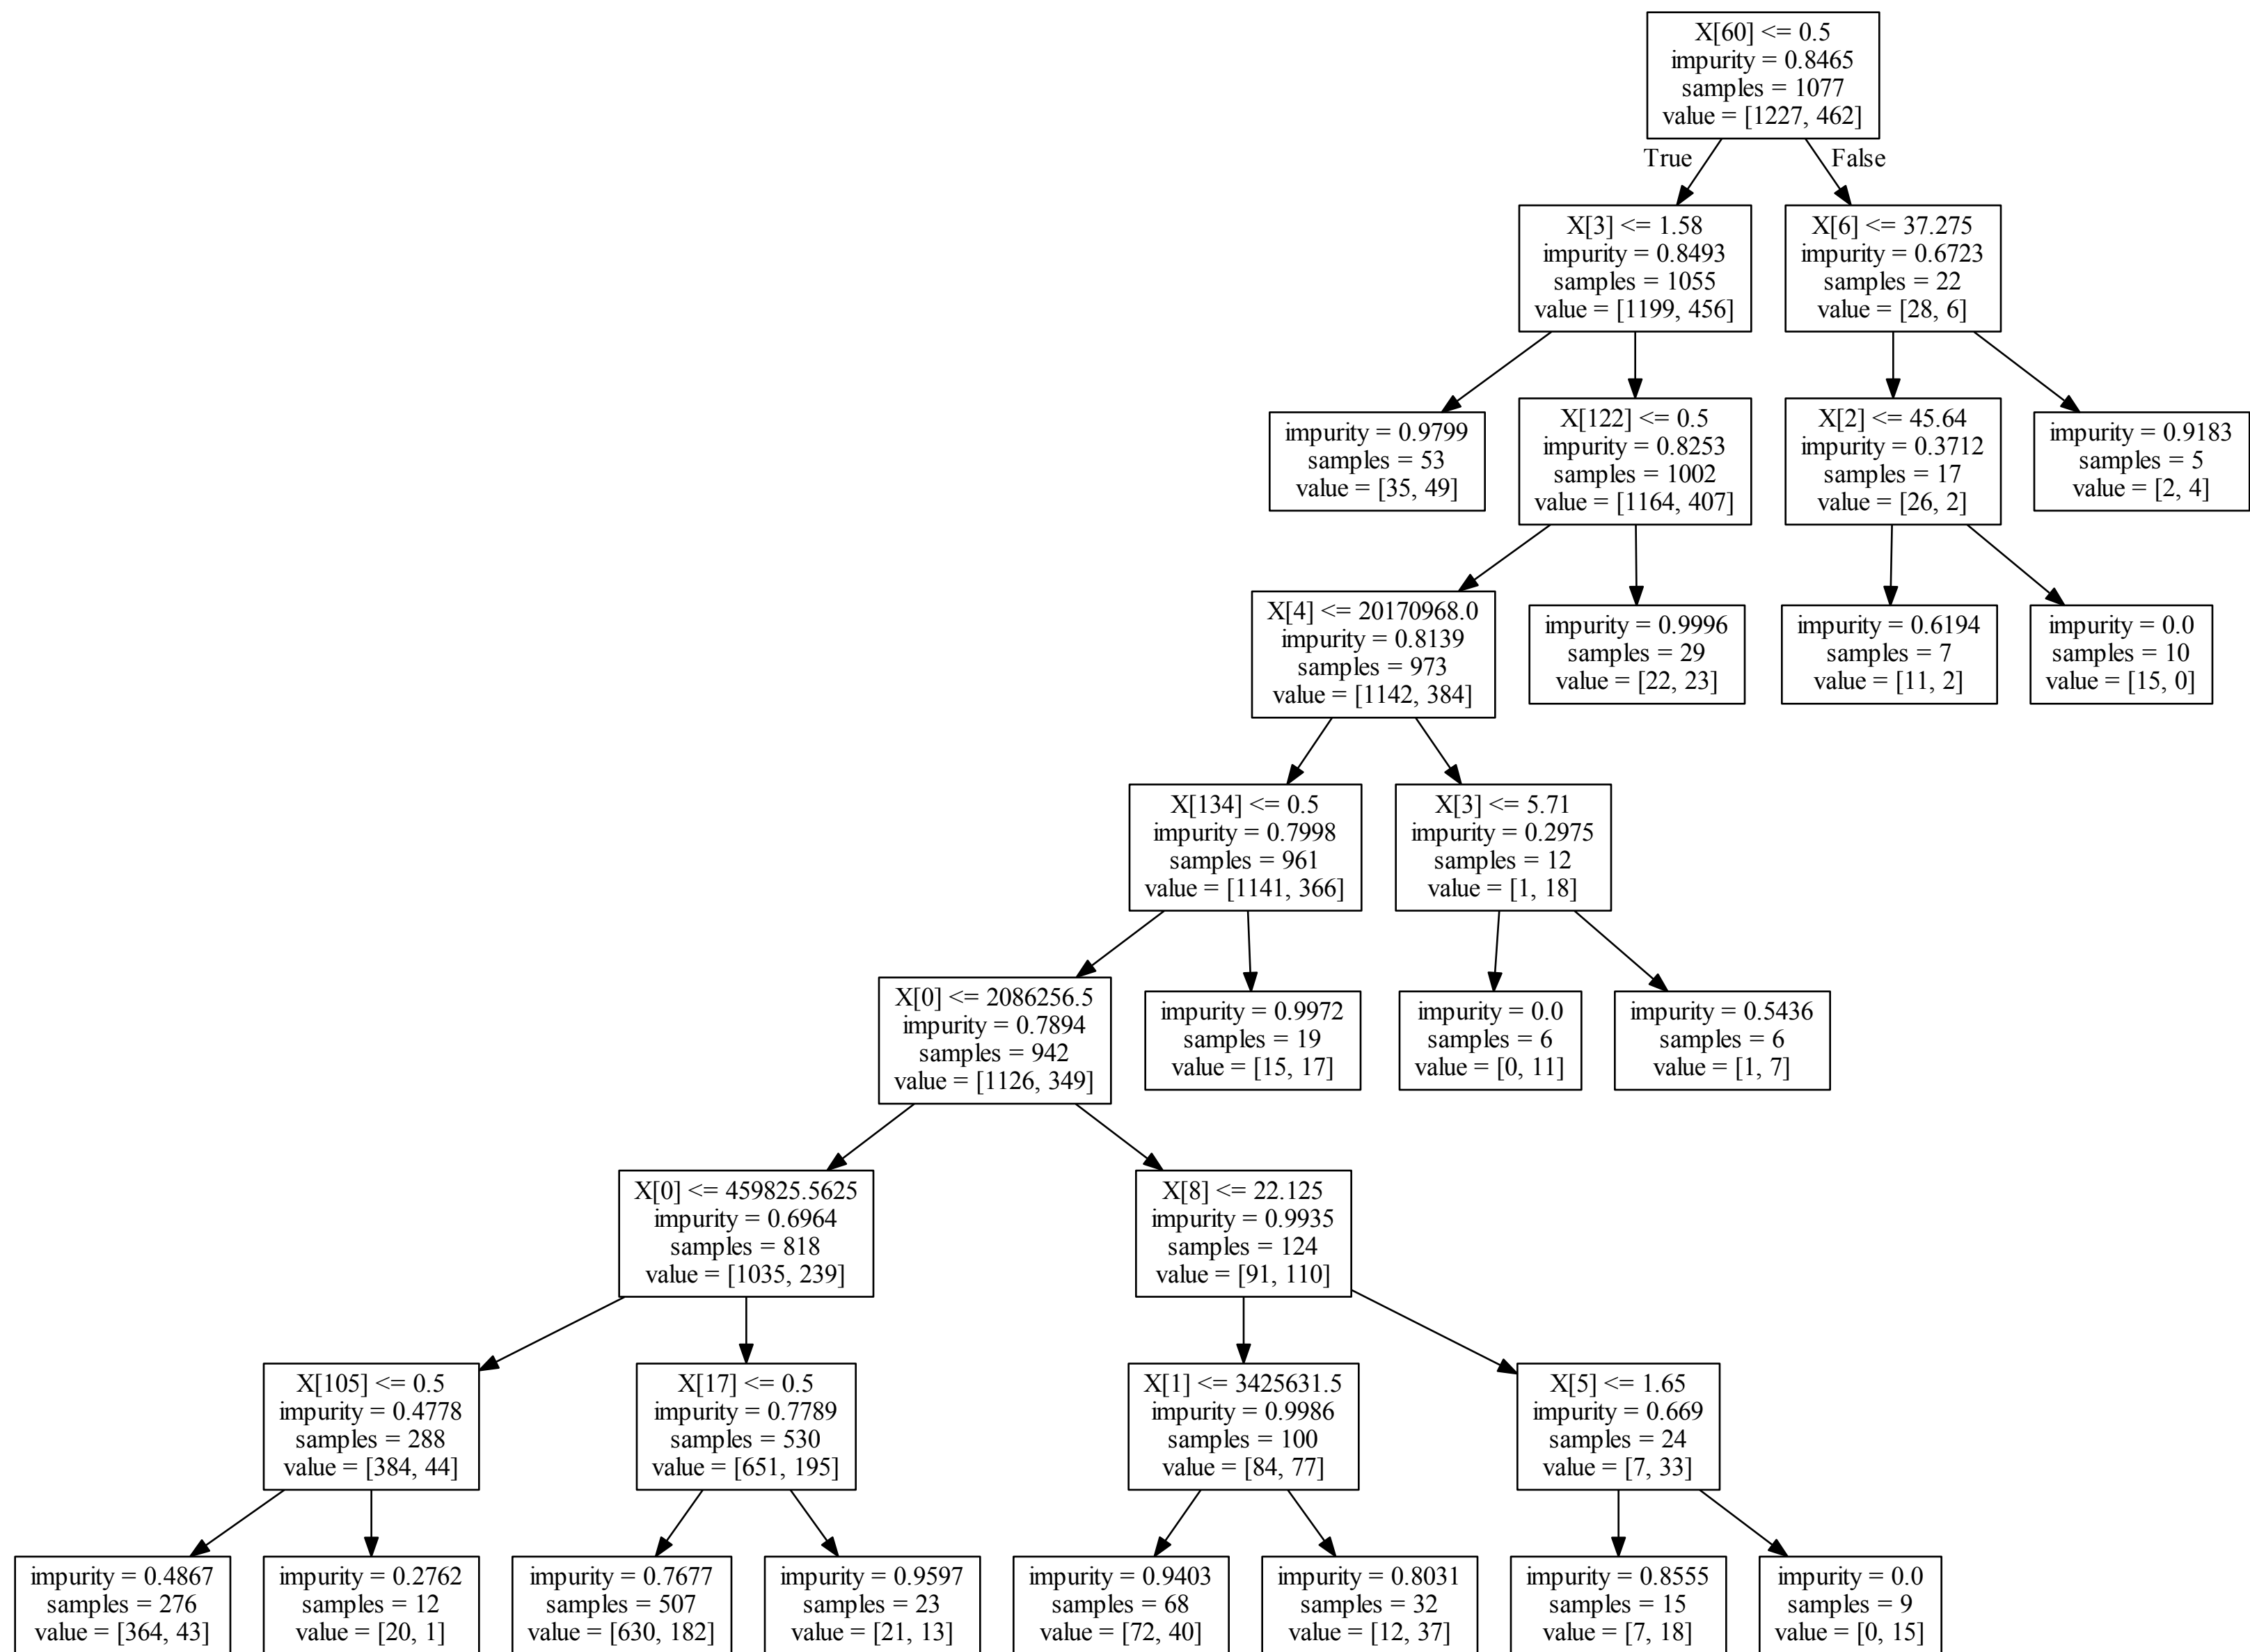 X[60] <= 0.5
impurity = 0.8465
samples = 1077
value = [1227, 462]
True
False
X[3] <= 1.58
impurity = 0.8493
samples = 1055
value = [1199, 456]
X[6] <= 37.275
impurity = 0.6723
samples = 22
value = [28, 6]
impurity = 0.9799
samples = 53
value = [35, 49]
X[122] <= 0.5
impurity = 0.8253
samples = 1002
value = [1164, 407]
X[2] <= 45.64
impurity = 0.3712
samples = 17
value = [26, 2]
impurity = 0.9183
samples = 5
value = [2, 4]
X[4] <= 20170968.0
impurity = 0.8139
samples = 973
value = [1142, 384]
impurity = 0.9996
samples = 29
value = [22, 23]
impurity = 0.6194
samples = 7
value = [11, 2]
impurity = 0.0
samples = 10
value = [15, 0]
X[134] <= 0.5
impurity = 0.7998
samples = 961
value = [1141, 366]
X[3] <= 5.71
impurity = 0.2975
samples = 12
value = [1, 18]
X[0] <= 2086256.5
impurity = 0.7894
samples = 942
value = [1126, 349]
impurity = 0.9972
samples = 19
value = [15, 17]
impurity = 0.0
samples = 6
value = [0, 11]
impurity = 0.5436
samples = 6
value = [1, 7]
X[0] <= 459825.5625
impurity = 0.6964
samples = 818
value = [1035, 239]
X[8] <= 22.125
impurity = 0.9935
samples = 124
value = [91, 110]
X[105] <= 0.5
impurity = 0.4778
samples = 288
value = [384, 44]
X[17] <= 0.5
impurity = 0.7789
samples = 530
value = [651, 195]
X[1] <= 3425631.5
impurity = 0.9986
samples = 100
value = [84, 77]
X[5] <= 1.65
impurity = 0.669
samples = 24
value = [7, 33]
impurity = 0.4867
samples = 276
value = [364, 43]
impurity = 0.2762
samples = 12
value = [20, 1]
impurity = 0.7677
samples = 507
value = [630, 182]
impurity = 0.9597
samples = 23
value = [21, 13]
impurity = 0.9403
samples = 68
value = [72, 40]
impurity = 0.8031
samples = 32
value = [12, 37]
impurity = 0.8555
samples = 15
value = [7, 18]
impurity = 0.0
samples = 9
value = [0, 15]